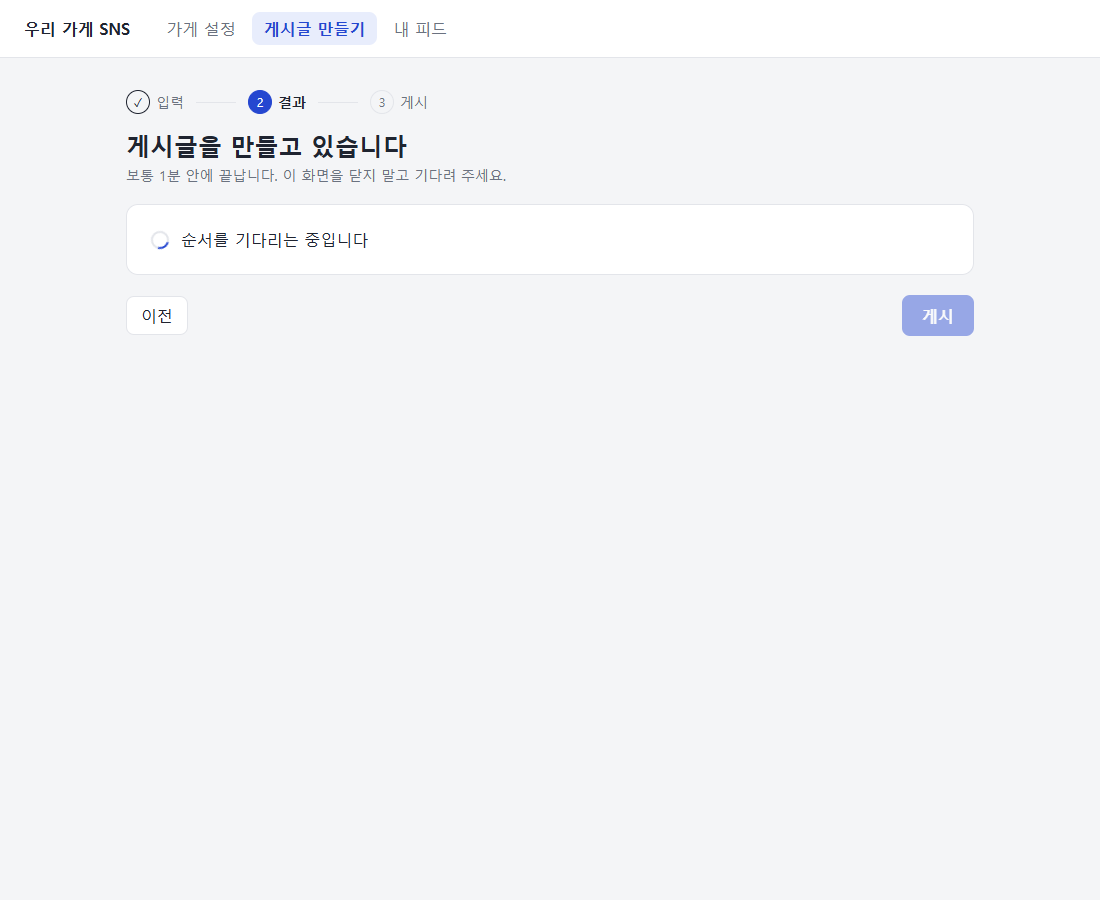 우리 가게 SNS 가게 설정 게시글 만들기 내 피드
✓ 입력 2 결과 3 게시
게시글을 만들고 있습니다
보통 1분 안에 끝납니다. 이 화면을 닫지 말고 기다려 주세요.
순서를 기다리는 중입니다
이전 게시